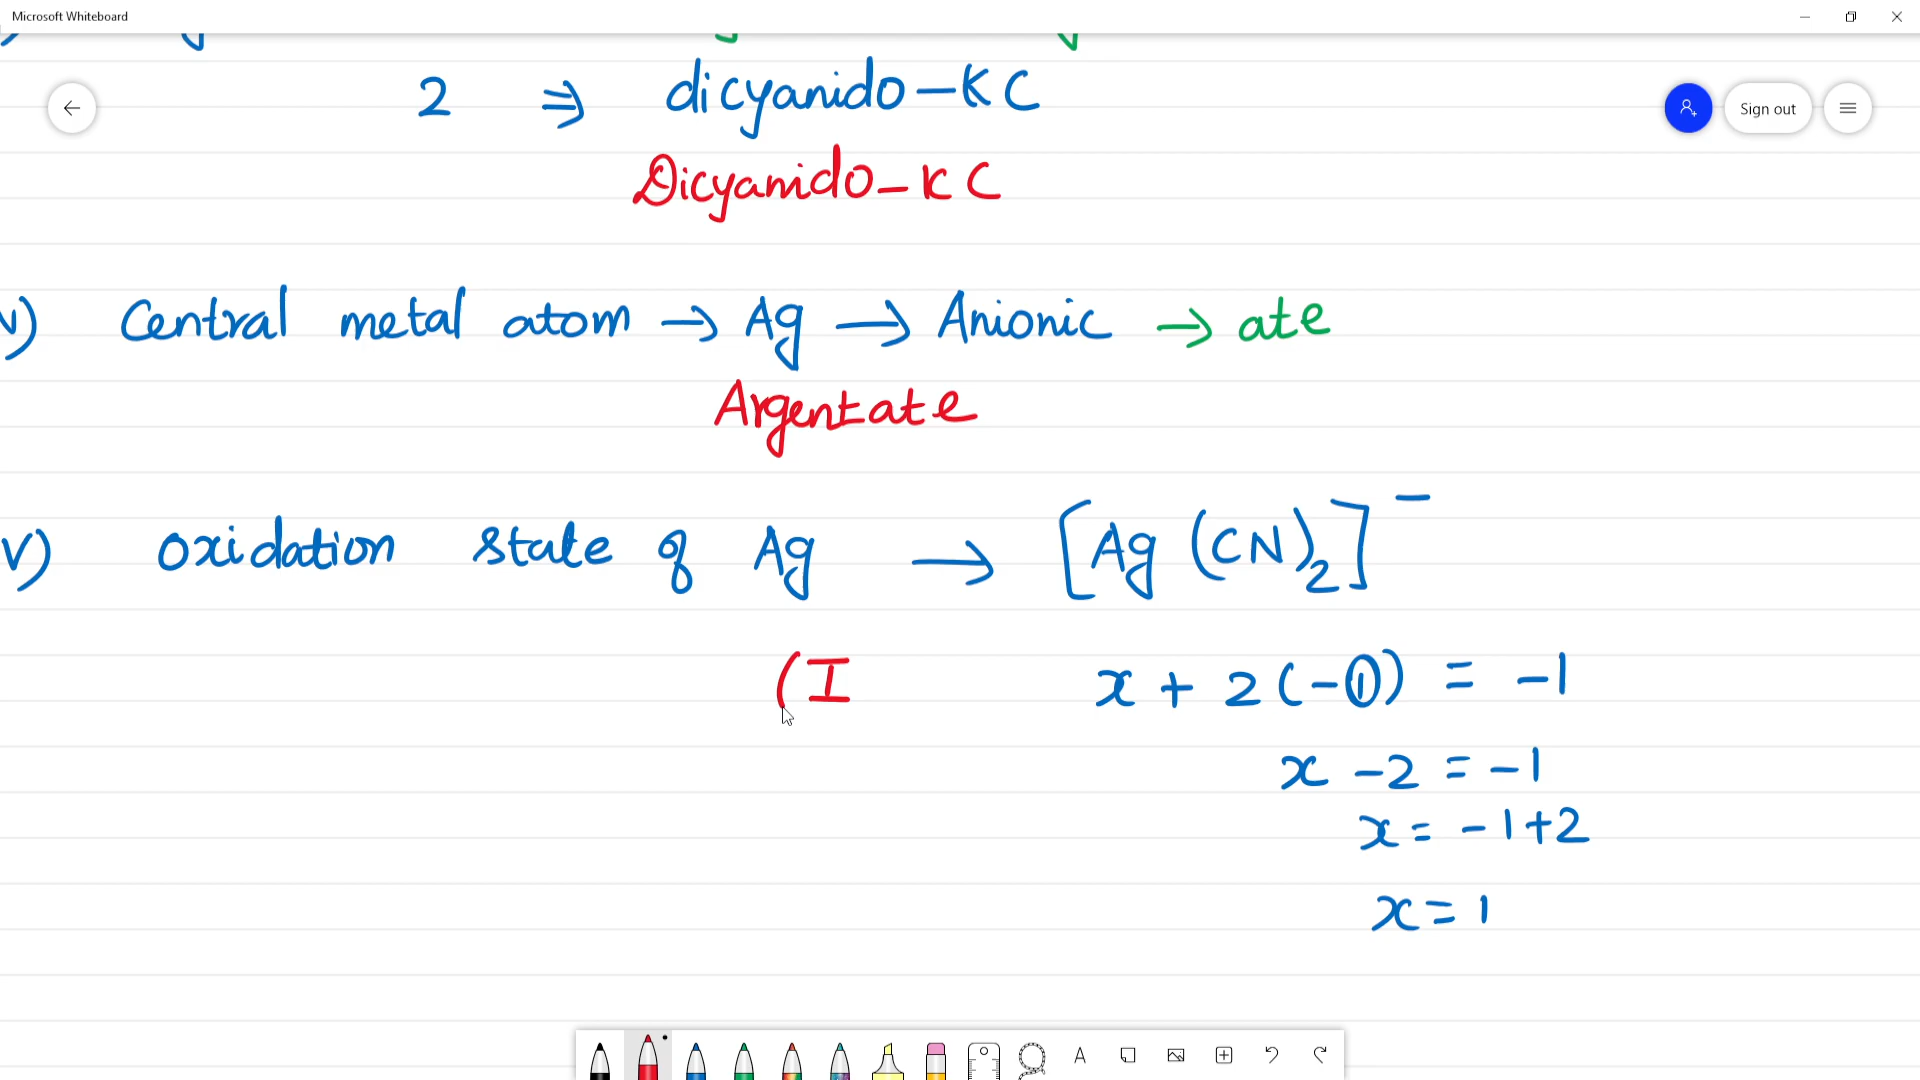 Microsoft Whiteboard
2 ⇒ dicyanido-KC
Sign out
Dicyanido-KC
v) Central metal atom → Ag → Anionic → ate
Argentate
v) oxidation state of Ag → [Ag(CN)₂]⁻
(I x + 2(-1) = -1
x - 2 = -1
x = -1+2
x = 1
A